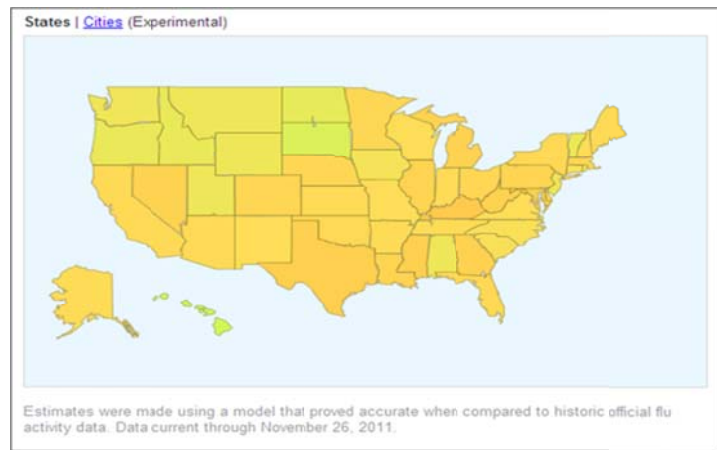 States | Cities (Experimental)
Estimates were made using a model that proved accurate when compared to historic official flu
activity data. Data current through November 26, 2011.